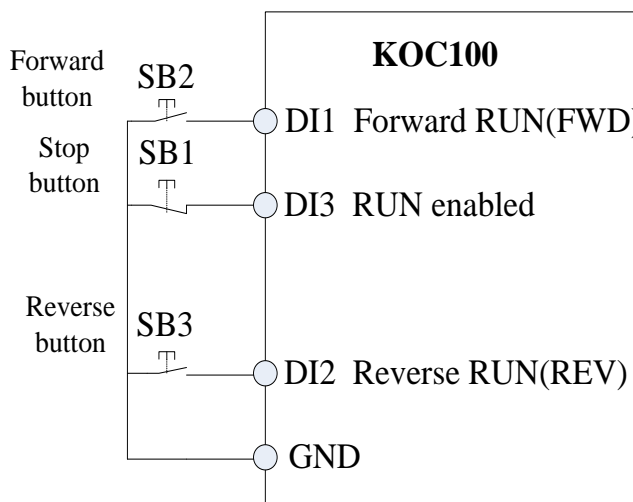 KOC100
Forward
button
SB2
DI1 Forward RUN(FWD)
Stop
button
SB1
DI3 RUN enabled
Reverse
button
SB3
DI2 Reverse RUN(REV)
GND